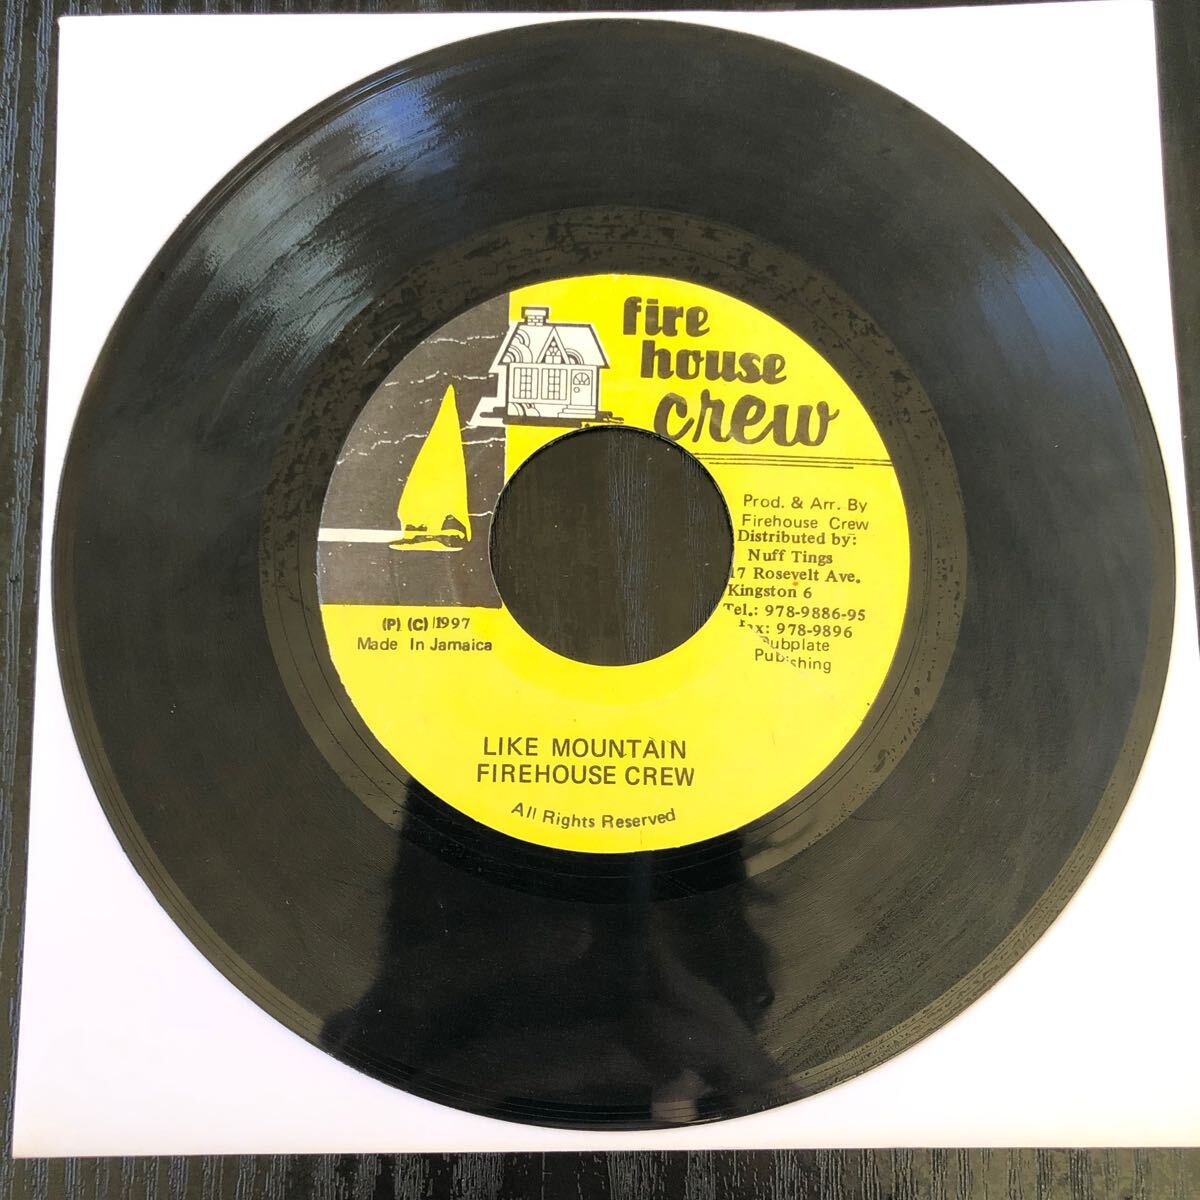 fire
house
crew
Prod. & Arr. By
Firehouse Crew
Distributed by:
Nuff Tings
17 Rosevelt Ave.
Kingston 6
Tel.: 978-9886-95
fax: 978-9896
Dubplate
Publishing
(P) (C) 1997
Made In Jamaica
LIKE MOUNTAIN
FIREHOUSE CREW
All Rights Reserved